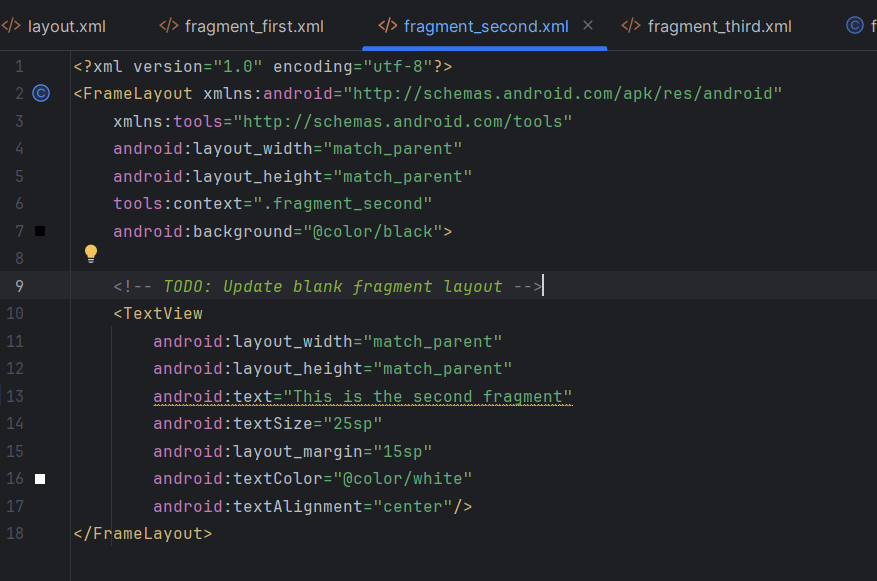 layout.xml
fragment_first.xml
fragment_second.xml
fragment_third.xml
f
1 <?xml version="1.0" encoding="utf-8"?>
2 <FrameLayout xmlns:android="http://schemas.android.com/apk/res/android"
3 xmlns:tools="http://schemas.android.com/tools"
4 android:layout_width="match_parent"
5 android:layout_height="match_parent"
6 tools:context=".fragment_second"
7 android:background="@color/black">
8
9 <!-- TODO: Update blank fragment layout -->
10 <TextView
11 android:layout_width="match_parent"
12 android:layout_height="match_parent"
13 android:text="This is the second fragment"
14 android:textSize="25sp"
15 android:layout_margin="15sp"
16 android:textColor="@color/white"
17 android:textAlignment="center"/>
18 </FrameLayout>